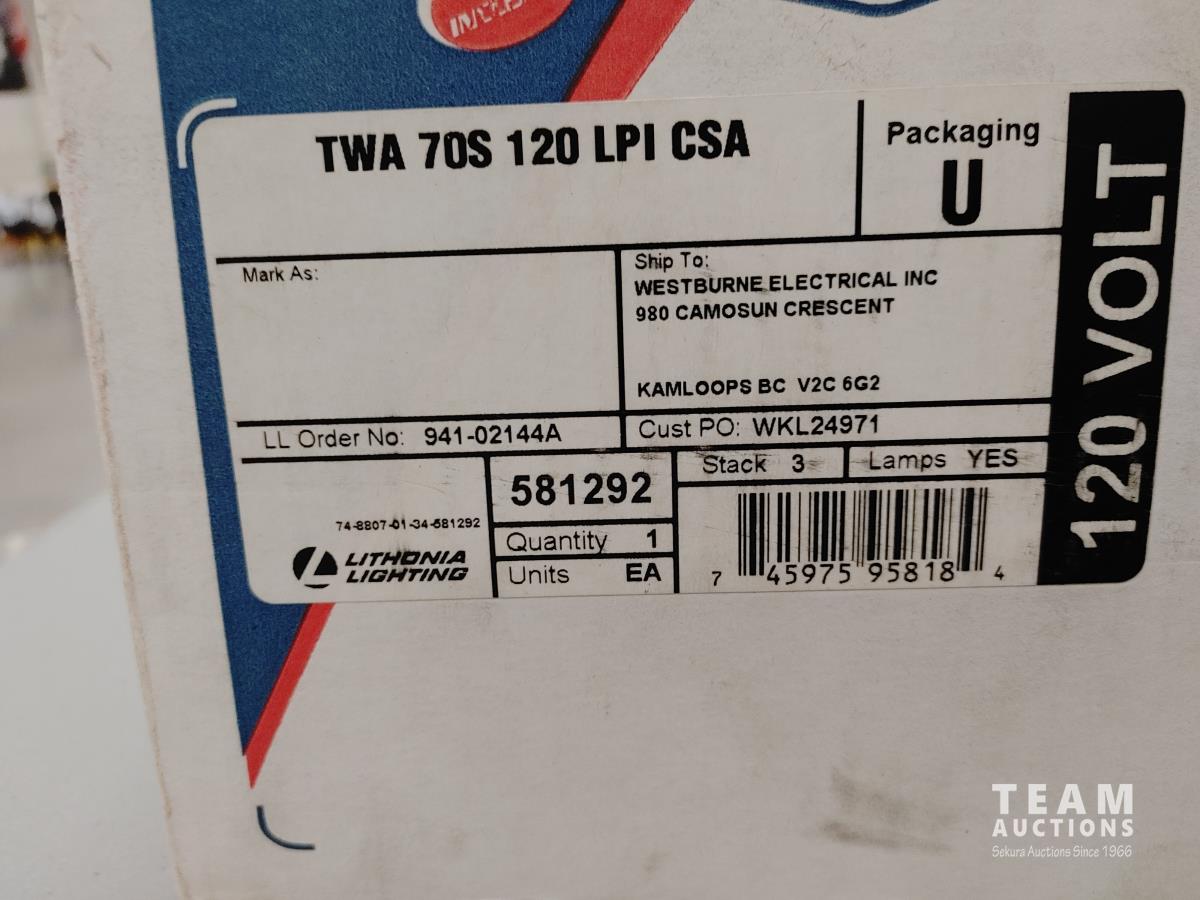 TWA 70S 120 LPI CSA
Packaging
U
120 VOLT
Mark As:
Ship To:
WESTBURNE ELECTRICAL INC
980 CAMOSUN CRESCENT
KAMLOOPS BC V2C 6G2
LL Order No: 941-02144A
Cust PO: WKL24971
581292
Stack 3
Lamps YES
74-8807-01-34-581292
LITHONIA
LIGHTING
Quantity 1
Units EA
7 45975 95818 4
TEAM
AUCTIONS
Sekura Auctions Since 1966